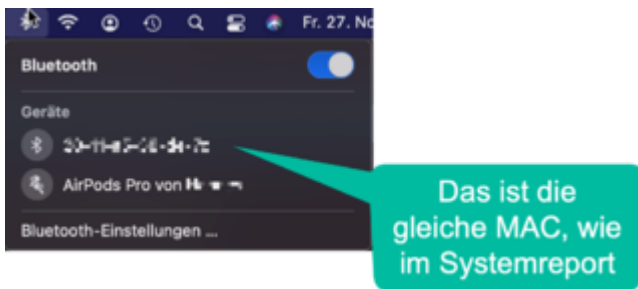 Fr. 27. No
Bluetooth
Geräte
AirPods Pro von
Bluetooth-Einstellungen ...
Das ist die
gleiche MAC, wie
im Systemreport